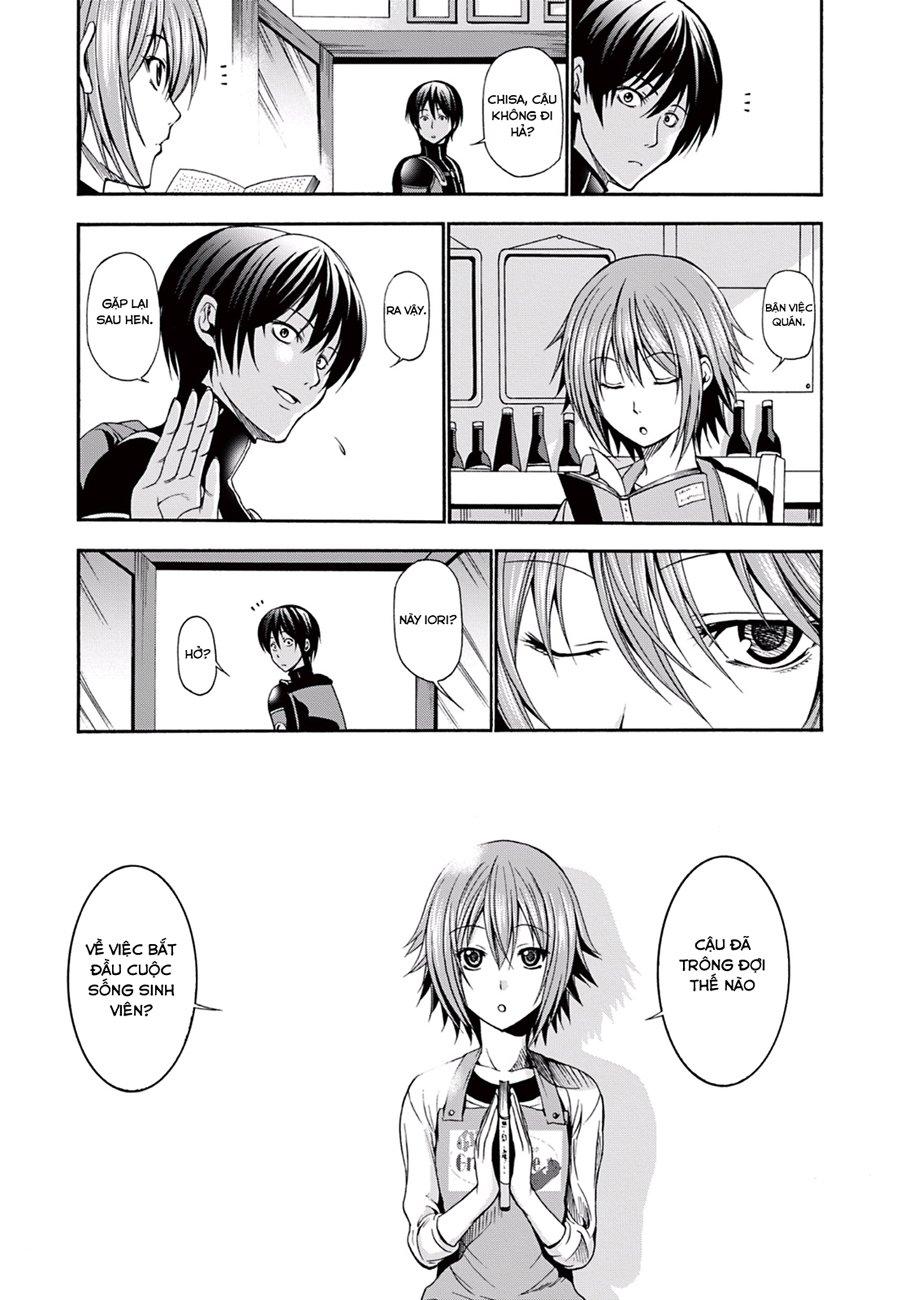 CHISA, CẬU
KHÔNG ĐI
HẢ?
BẬN VIỆC
QUÁN.
RA VẬY.
GẶP LẠI
SAU HEN.
NÀY IORI?
HỞ?
CẬU ĐÃ
TRÔNG ĐỢI
THẾ NÀO
VỀ VIỆC BẮT
ĐẦU CUỘC
SỐNG SINH
VIÊN?